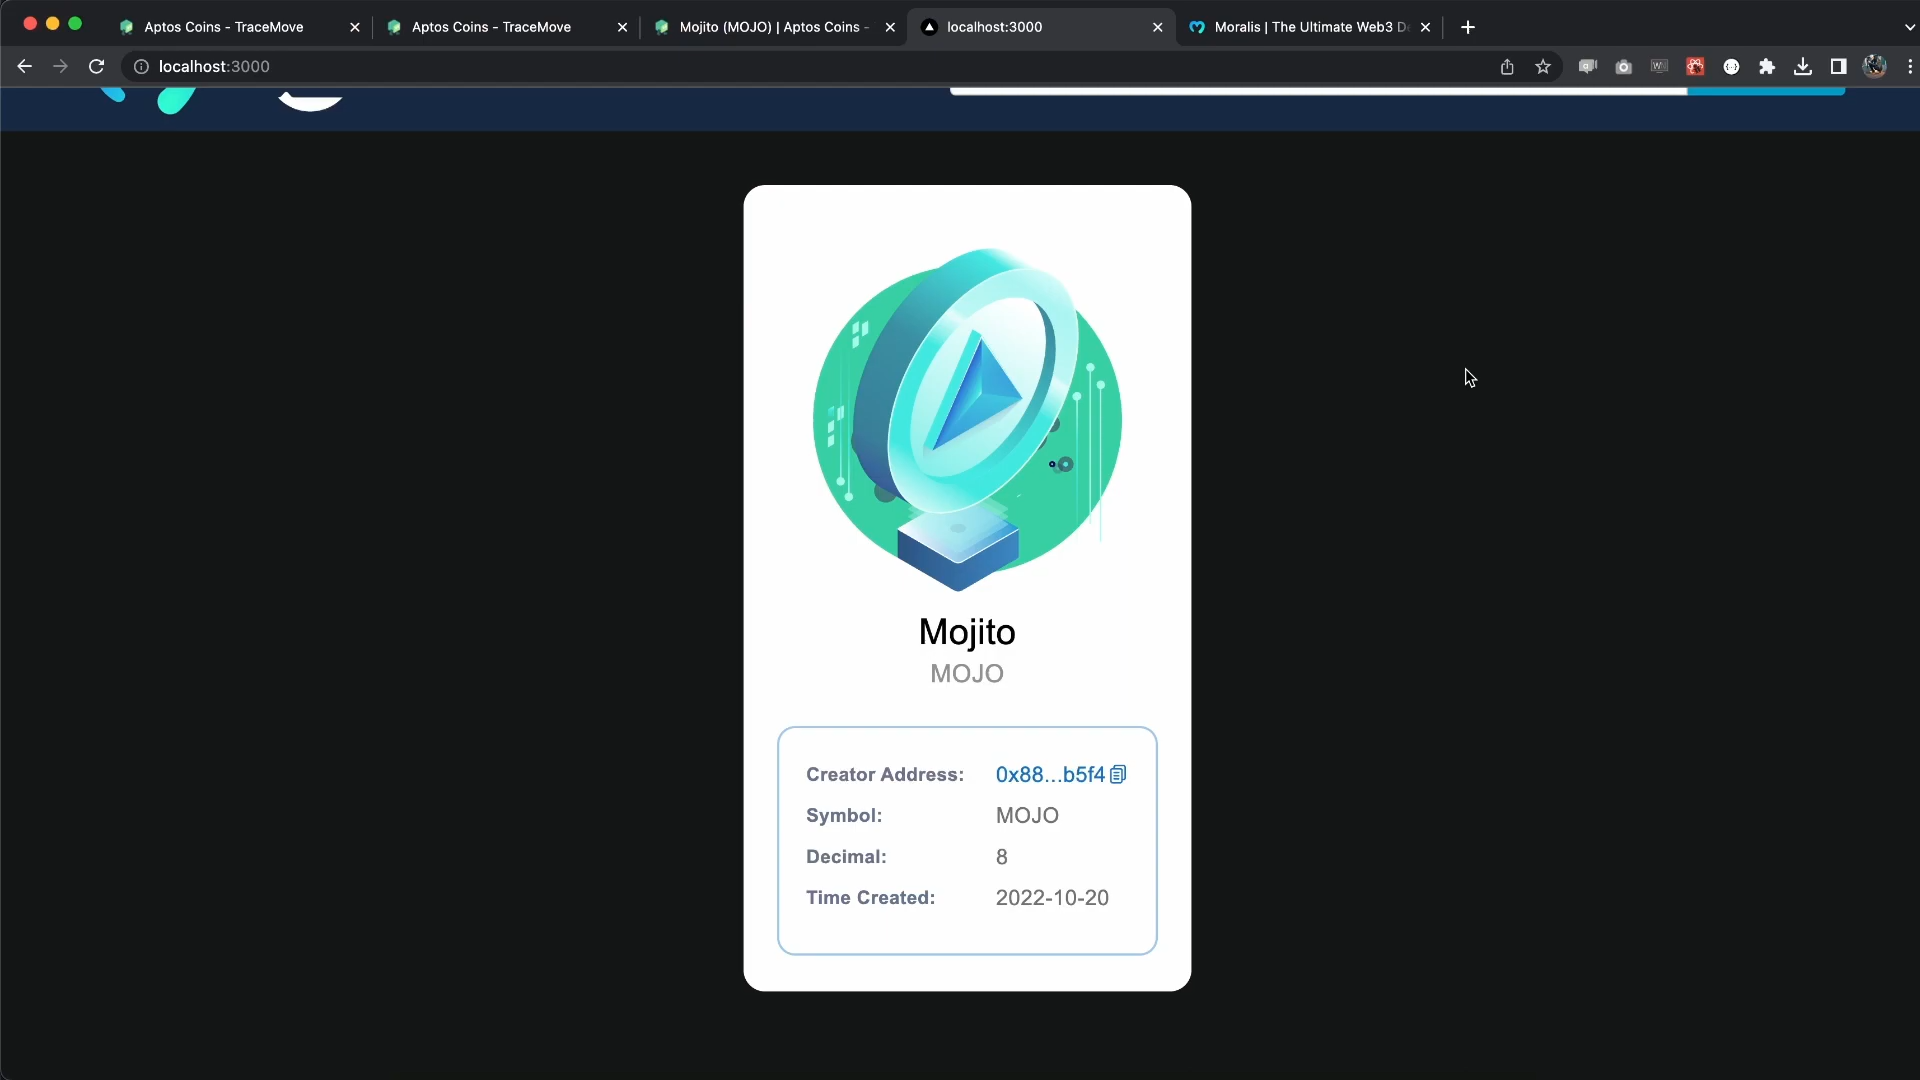 Aptos Coins - TraceMove
Aptos Coins - TraceMove
Mojito (MOJO) | Aptos Coins -
localhost:3000
Moralis | The Ultimate Web3 D
localhost:3000
Mojito
MOJO
Creator Address: 0x88...b5f4
Symbol: MOJO
Decimal: 8
Time Created: 2022-10-20